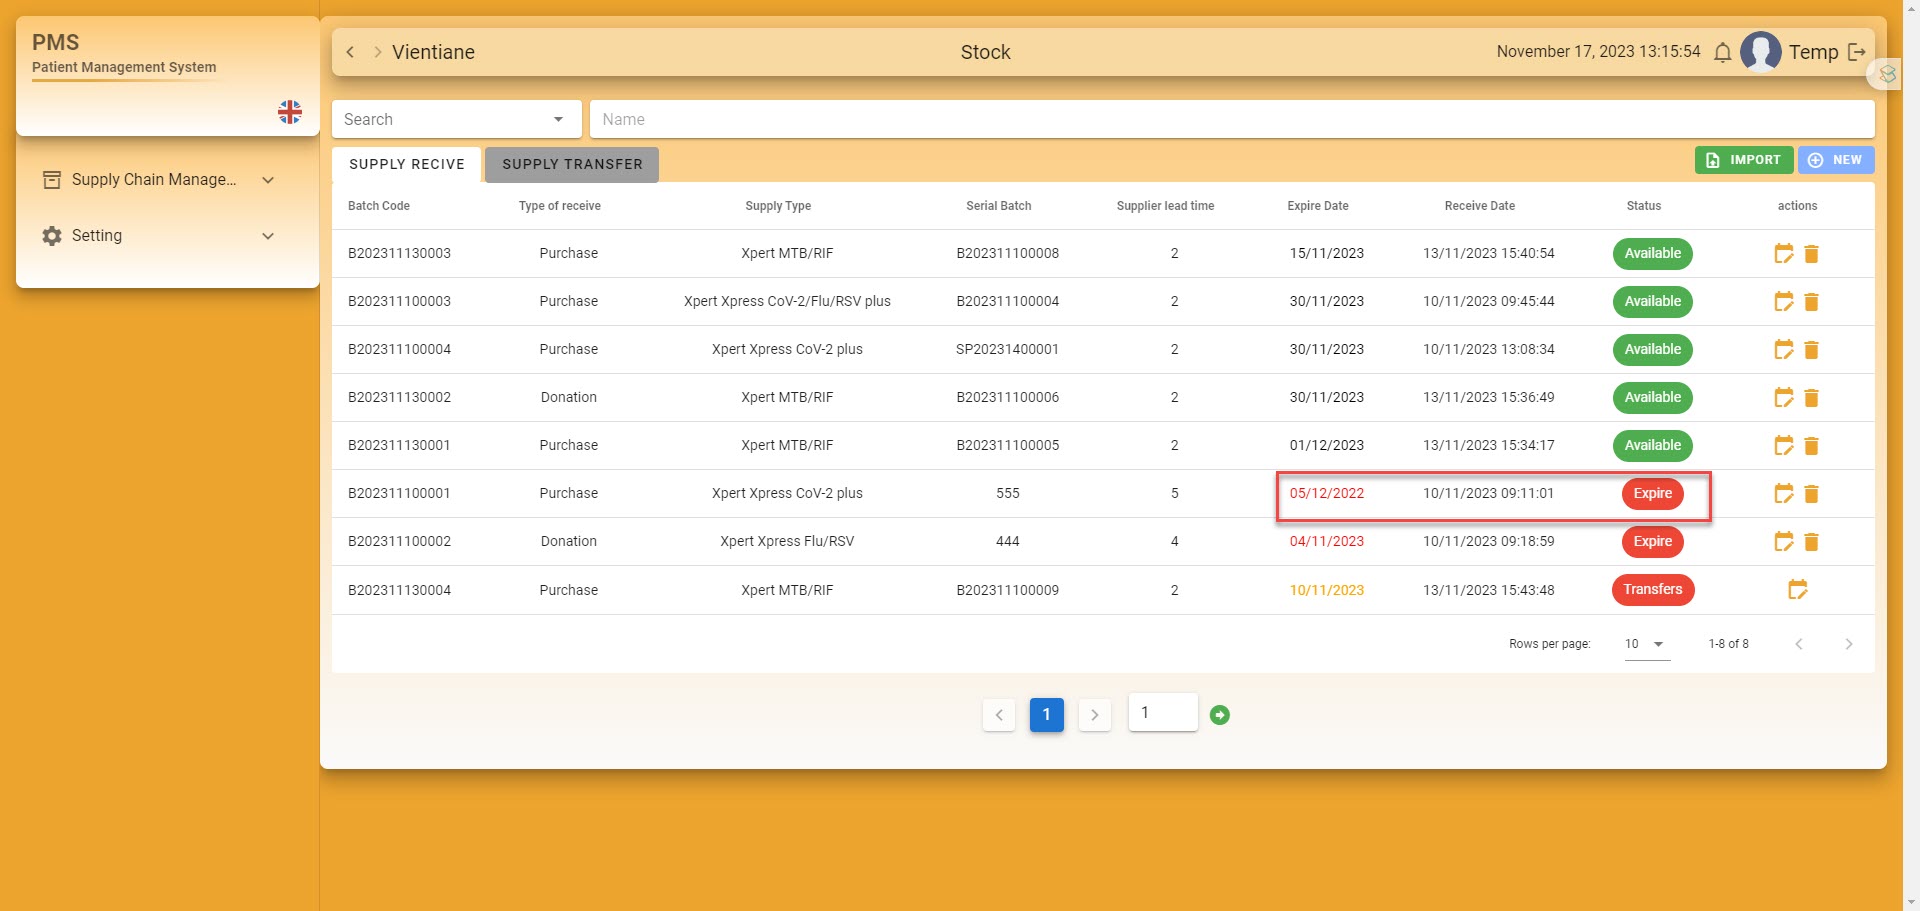 PMS
Patient Management System
Supply Chain Manage...
Setting
Vientiane
Stock
November 17, 2023 13:15:54
Temp
Search
Name
SUPPLY RECIVE
SUPPLY TRANSFER
IMPORT
NEW
Batch Code Type of receive Supply Type Serial Batch Supplier lead time Expire Date Receive Date Status actions
B202311130003 Purchase Xpert MTB/RIF B202311100008 2 15/11/2023 13/11/2023 15:40:54 Available
B202311100003 Purchase Xpert Xpress CoV-2/Flu/RSV plus B202311100004 2 30/11/2023 10/11/2023 09:45:44 Available
B202311100004 Purchase Xpert Xpress CoV-2 plus SP20231400001 2 30/11/2023 10/11/2023 13:08:34 Available
B202311130002 Donation Xpert MTB/RIF B202311100006 2 30/11/2023 13/11/2023 15:36:49 Available
B202311130001 Purchase Xpert MTB/RIF B202311100005 2 01/12/2023 13/11/2023 15:34:17 Available
B202311100001 Purchase Xpert Xpress CoV-2 plus 555 5 05/12/2022 10/11/2023 09:11:01 Expire
B202311100002 Donation Xpert Xpress Flu/RSV 444 4 04/11/2023 10/11/2023 09:18:59 Expire
B202311130004 Purchase Xpert MTB/RIF B202311100009 2 10/11/2023 13/11/2023 15:43:48 Transfers
Rows per page: 10 1-8 of 8
1 1